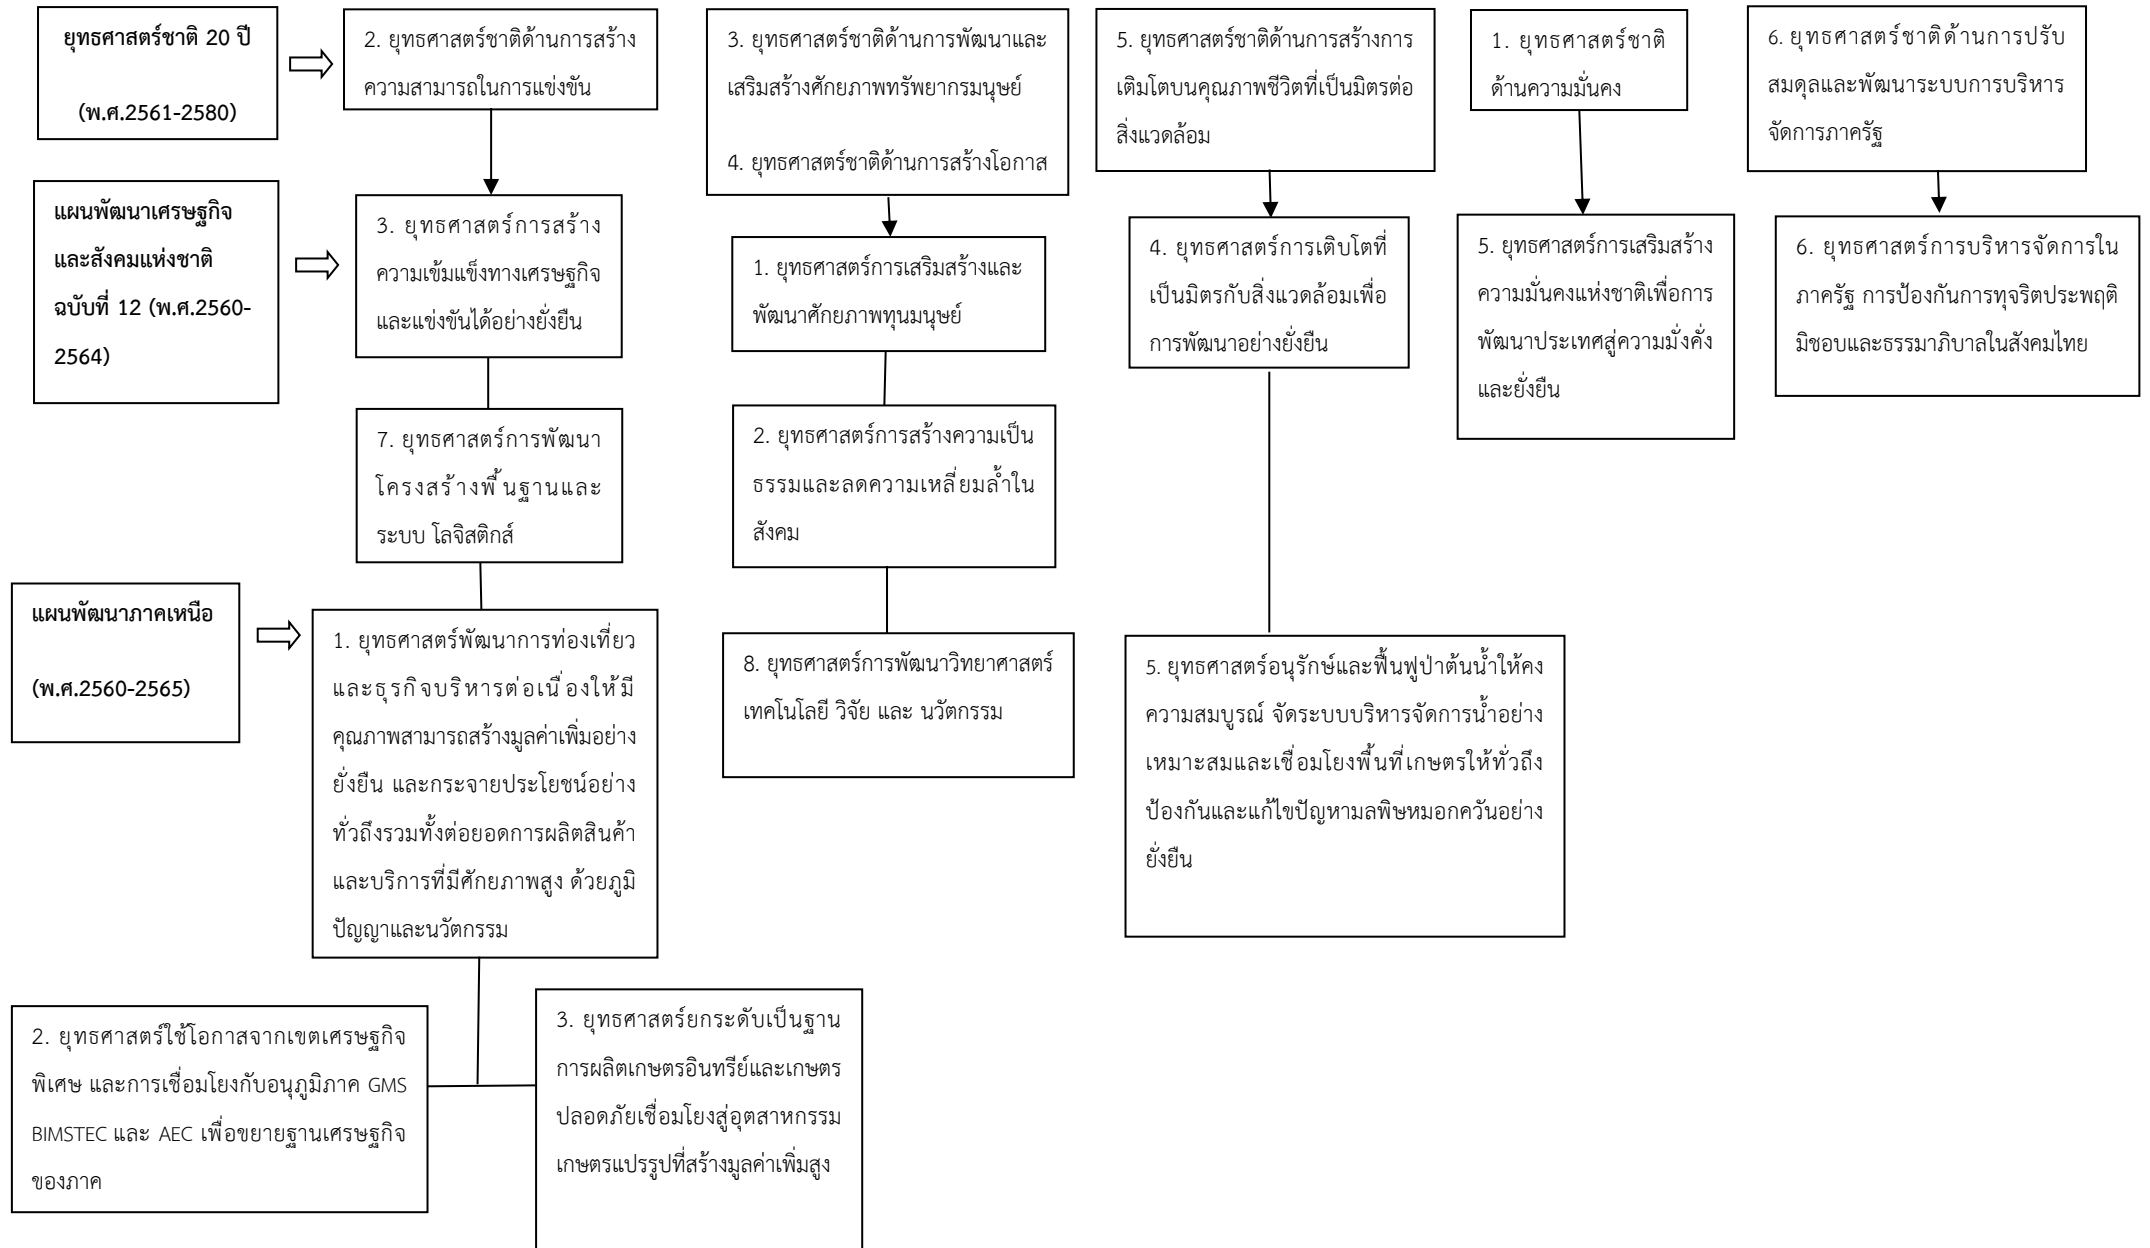 ยุทธศาสตร์ชาติ 20 ปี
(พ.ศ.2561-2580)
2. ยุทธศาสตร์ชาติด้านการสร้าง
ความสามารถในการแข่งขัน
3. ยุทธศาสตร์ชาติด้านการพัฒนาและ
เสริมสร้างศักยภาพทรัพยากรมนุษย์
4. ยุทธศาสตร์ชาติด้านการสร้างโอกาส
5. ยุทธศาสตร์ชาติด้านการสร้างการ
เติมโตบนคุณภาพชีวิตที่เป็นมิตรต่อ
สิ่งแวดล้อม
1. ยุทธศาสตร์ชาติ
ด้านความมั่นคง
6. ยุทธศาสตร์ชาติด้านการปรับ
สมดุลและพัฒนาระบบการบริหาร
จัดการภาครัฐ
แผนพัฒนาเศรษฐกิจ
และสังคมแห่งชาติ
ฉบับที่ 12 (พ.ศ.2560-
2564)
3. ยุทธศาสตร์การสร้าง
ความเข้มแข็งทางเศรษฐกิจ
และแข่งขันได้อย่างยั่งยืน
1. ยุทธศาสตร์การเสริมสร้างและ
พัฒนาศักยภาพทุนมนุษย์
4. ยุทธศาสตร์การเติบโตที่
เป็นมิตรกับสิ่งแวดล้อมเพื่อ
การพัฒนาอย่างยั่งยืน
5. ยุทธศาสตร์การเสริมสร้าง
ความมั่นคงแห่งชาติเพื่อการ
พัฒนาประเทศสู่ความมั่งคั่ง
และยั่งยืน
6. ยุทธศาสตร์การบริหารจัดการใน
ภาครัฐ การป้องกันการทุจริตประพฤติ
มิชอบและธรรมาภิบาลในสังคมไทย
7. ยุทธศาสตร์การพัฒนา
โครงสร้างพื้นฐานและ
ระบบ โลจิสติกส์
2. ยุทธศาสตร์การสร้างความเป็น
ธรรมและลดความเหลี่ยมล้ำใน
สังคม
แผนพัฒนาภาคเหนือ
(พ.ศ.2560-2565)
1. ยุทธศาสตร์พัฒนาการท่องเที่ยว
และธุรกิจบริหารต่อเนื่องให้มี
คุณภาพสามารถสร้างมูลค่าเพิ่มอย่าง
ยั่งยืน และกระจายประโยชน์อย่าง
ทั่วถึงรวมทั้งต่อยอดการผลิตสินค้า
และบริการที่มีศักยภาพสูง ด้วยภูมิ
ปัญญาและนวัตกรรม
8. ยุทธศาสตร์การพัฒนาวิทยาศาสตร์
เทคโนโลยี วิจัย และ นวัตกรรม
5. ยุทธศาสตร์อนุรักษ์และฟื้นฟูป่าต้นน้ำให้คง
ความสมบูรณ์ จัดระบบบริหารจัดการน้ำอย่าง
เหมาะสมและเชื่อมโยงพื้นที่เกษตรให้ทั่วถึง
ป้องกันและแก้ไขปัญหามลพิษหมอกควันอย่าง
ยั่งยืน
2. ยุทธศาสตร์ใช้โอกาสจากเขตเศรษฐกิจ
พิเศษ และการเชื่อมโยงกับอนุภูมิภาค GMS
BIMSTEC และ AEC เพื่อขยายฐานเศรษฐกิจ
ของภาค
3. ยุทธศาสตร์ยกระดับเป็นฐาน
การผลิตเกษตรอินทรีย์และเกษตร
ปลอดภัยเชื่อมโยงสู่อุตสาหกรรม
เกษตรแปรรูปที่สร้างมูลค่าเพิ่มสูง